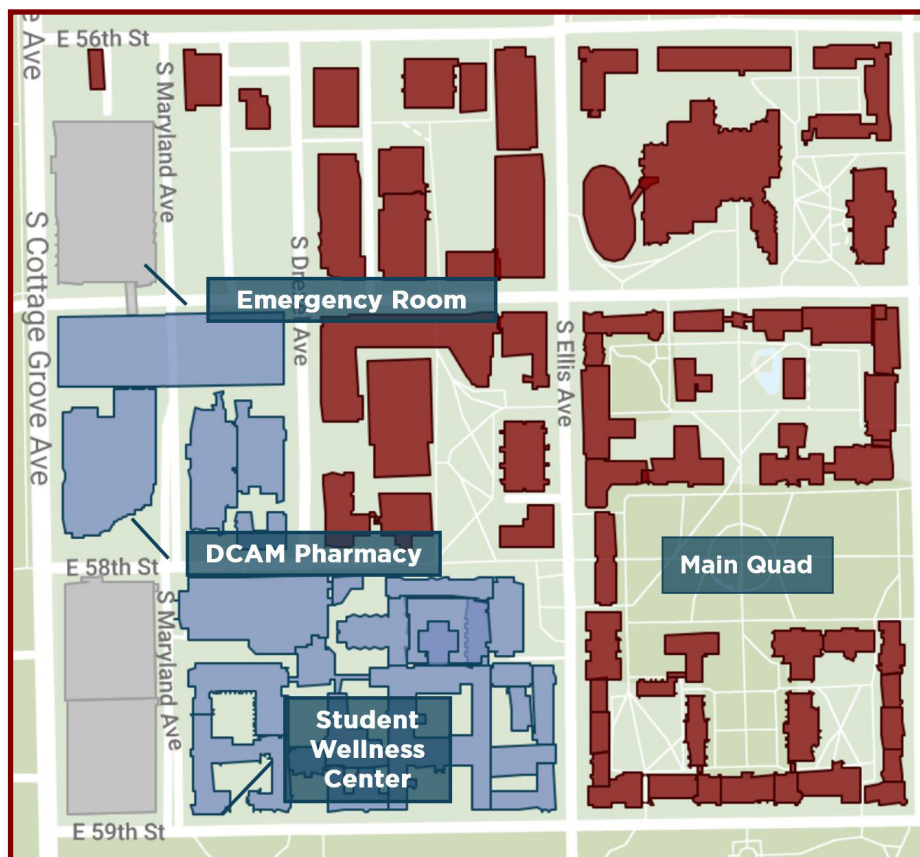 e Ave
E 56th St
S Maryland Ave
S Cottage Grove Ave
Emergency Room
S Ellis Ave
DCAM Pharmacy
E 58th St
Main Quad
S Maryland Ave
Student
Wellness
Center
E 59th St